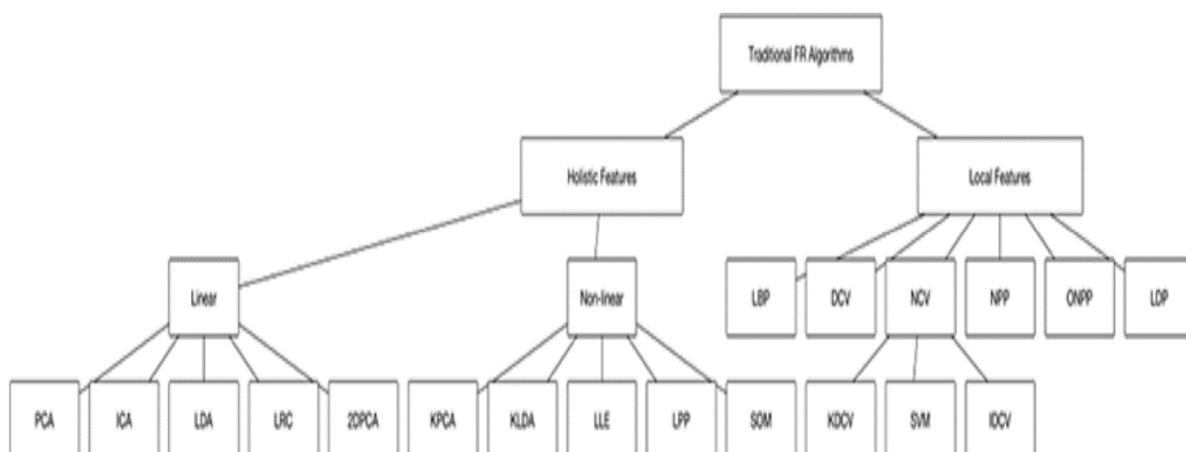 Traditional FR Algorithms
Holistic Features
Local Features
Linear
Non-linear
LBP
DCV
NCV
NPP
ONPP
LDP
PCA
ICA
LDA
LRC
2DPCA
KPCA
KLDA
LLE
LPP
SOM
KDCV
SVM
IDCV